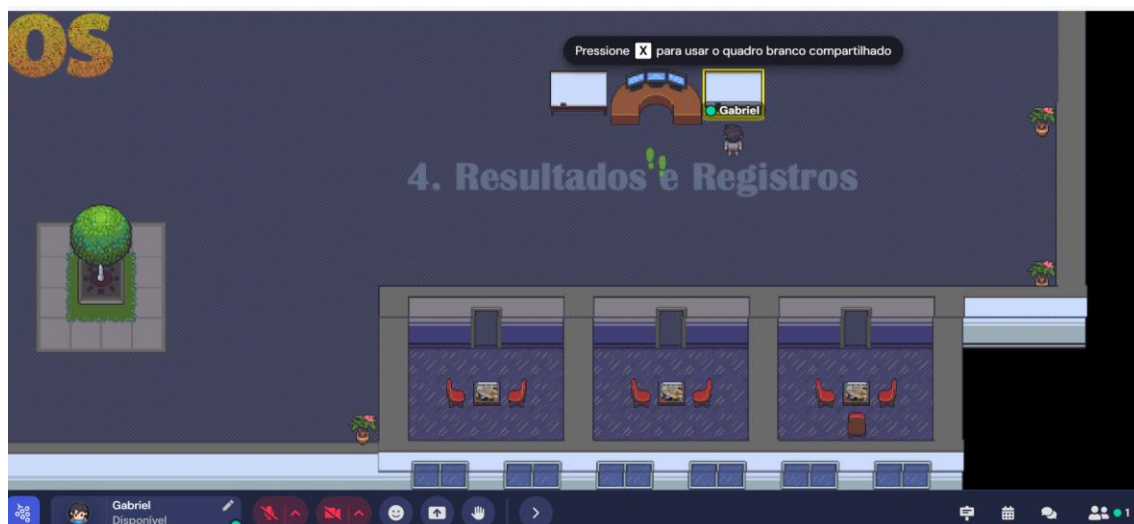 OS
Pressione X para usar o quadro branco compartilhado
Gabriel
4. Resultados e Registros
Gabriel
Disponível
1